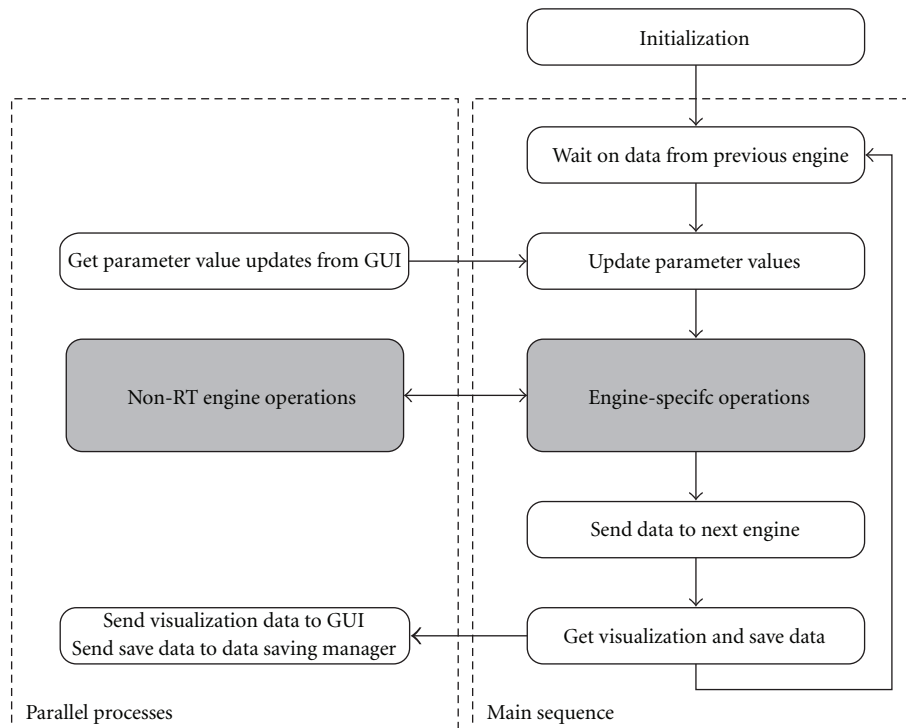 Initialization
Wait on data from previous engine
Get parameter value updates from GUI
Update parameter values
Non-RT engine operations
Engine-specifc operations
Send data to next engine
Send visualization data to GUI
Send save data to data saving manager
Get visualization and save data
Parallel processes
Main sequence